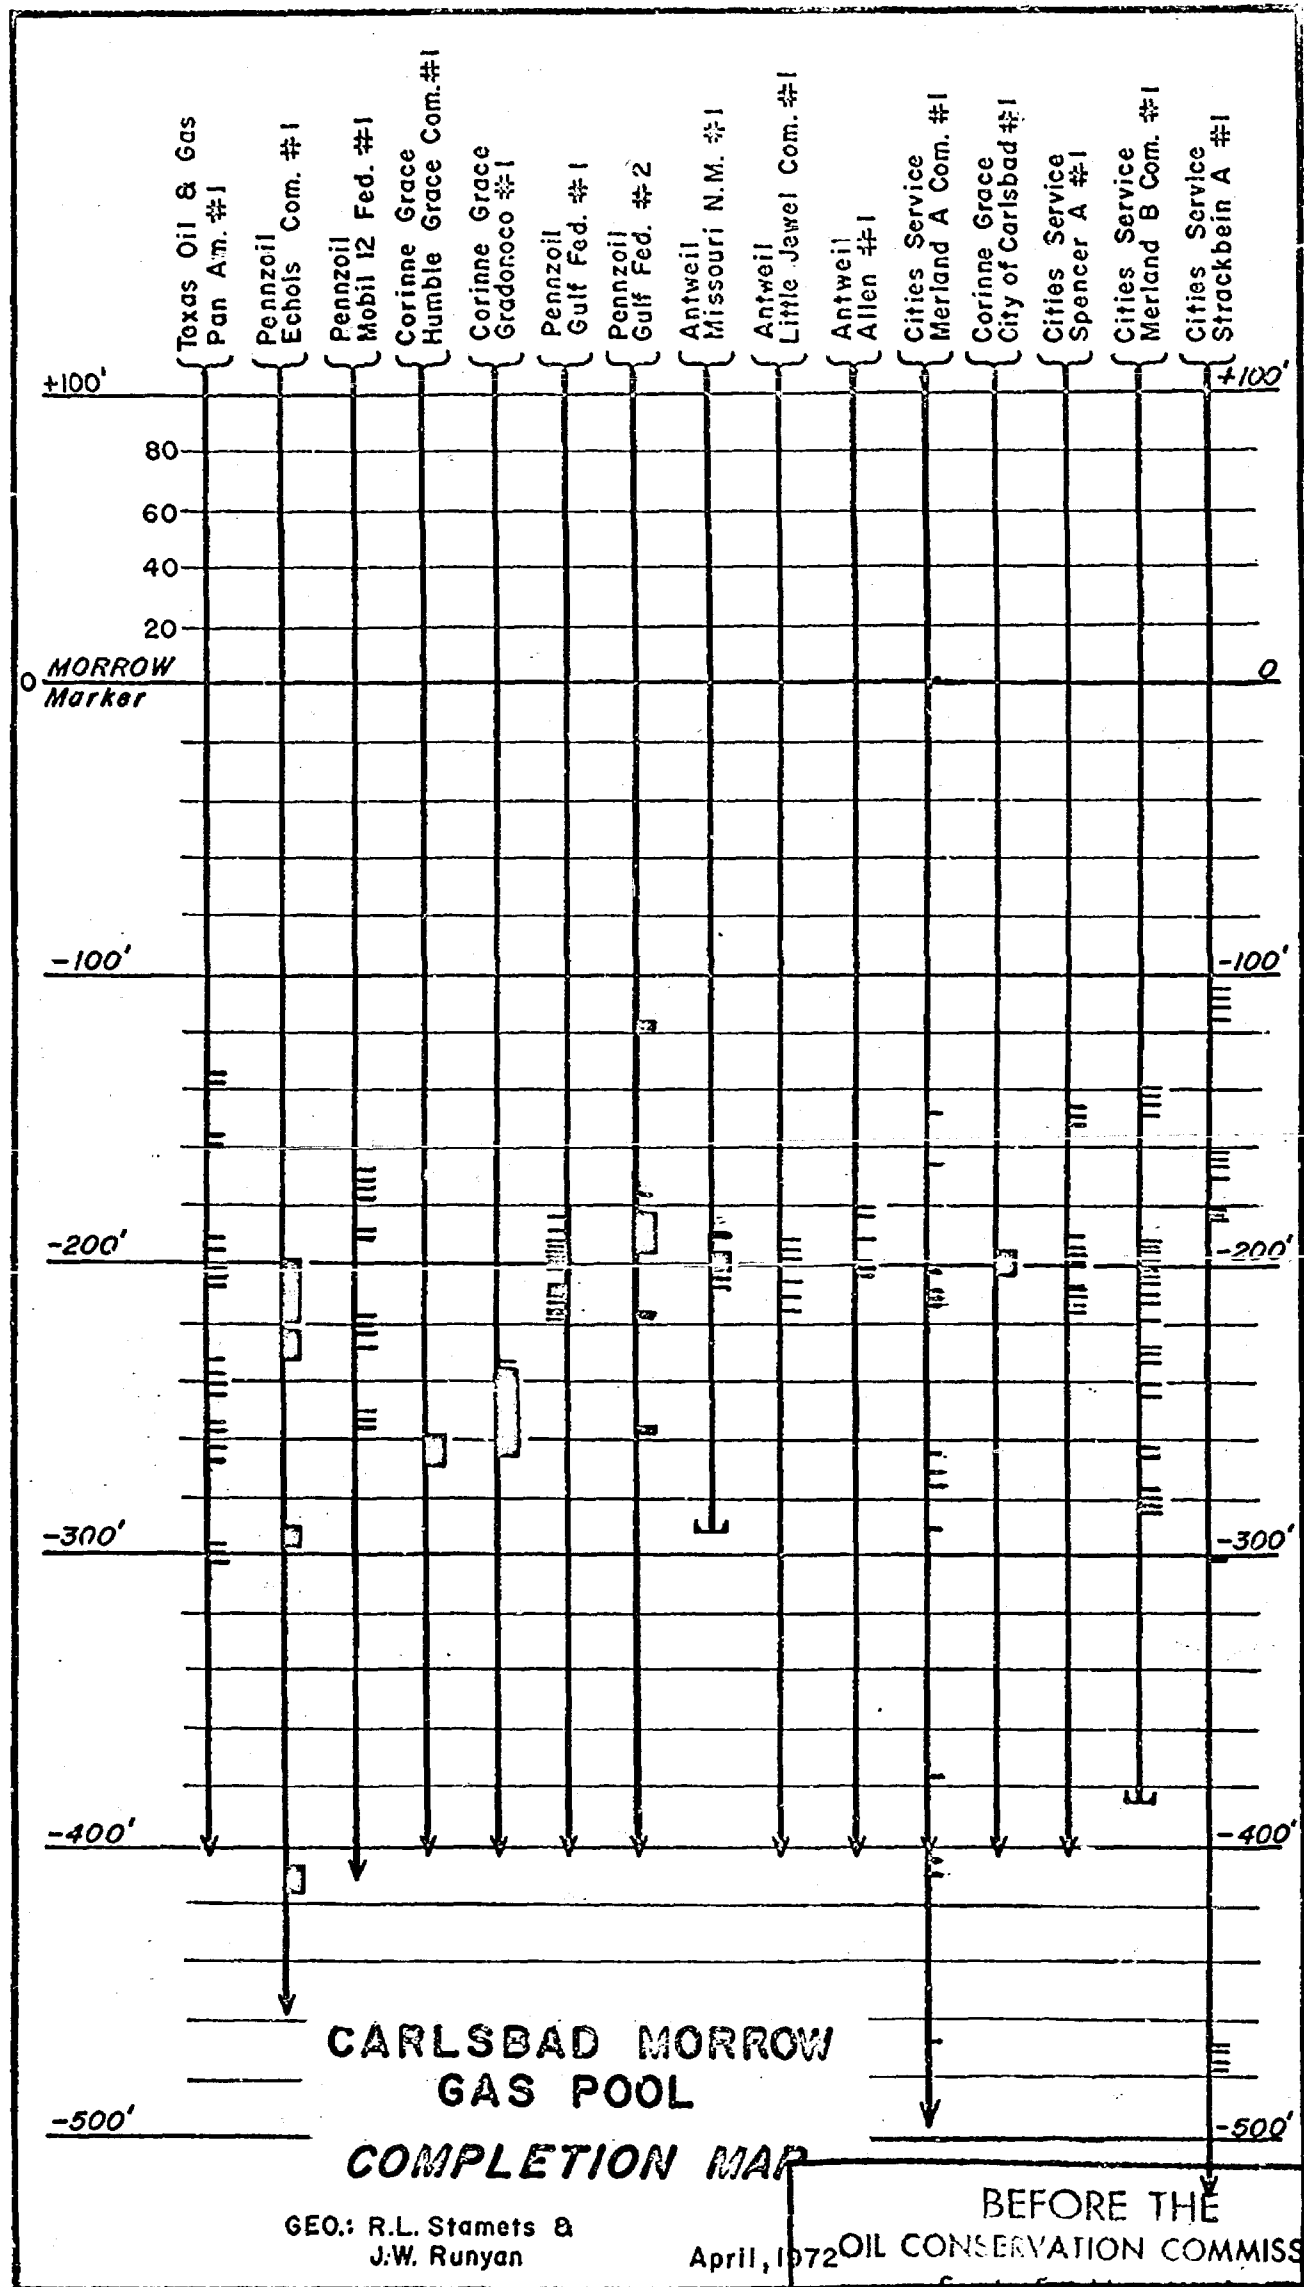 Toxas Oil & Gas
Pan Am. #1
Pennzoil
Echols Com. #1
Pennzoil
Mobil 12 Fed. #1
Corinne Grace
Humble Grace Com. #1
Corinne Grace
Gradonoco #1
Pennzoil
Gulf Fed. #1
Pennzoil
Gulf Fed. #2
Antweil
Missouri N.M. #1
Antweil
Little Jewel Com. #1
Antweil
Allen #1
Cities Service
Merland A Com. #1
Corinne Grace
City of Carlsbad #1
Cities Service
Spencer A #1
Cities Service
Merland B Com. #1
Cities Service
Strackbein A #1
+100' +100'
80
60
40
20
0 MORROW 0
Marker
-100' -100'
-200' -200'
-300' -300'
-400' -400'
-500' -500'
CARLSBAD MORROW
GAS POOL
COMPLETION MAP
GEO.: R.L. Stamets &
J.W. Runyan
April, 1972
BEFORE THE
OIL CONSERVATION COMMISS